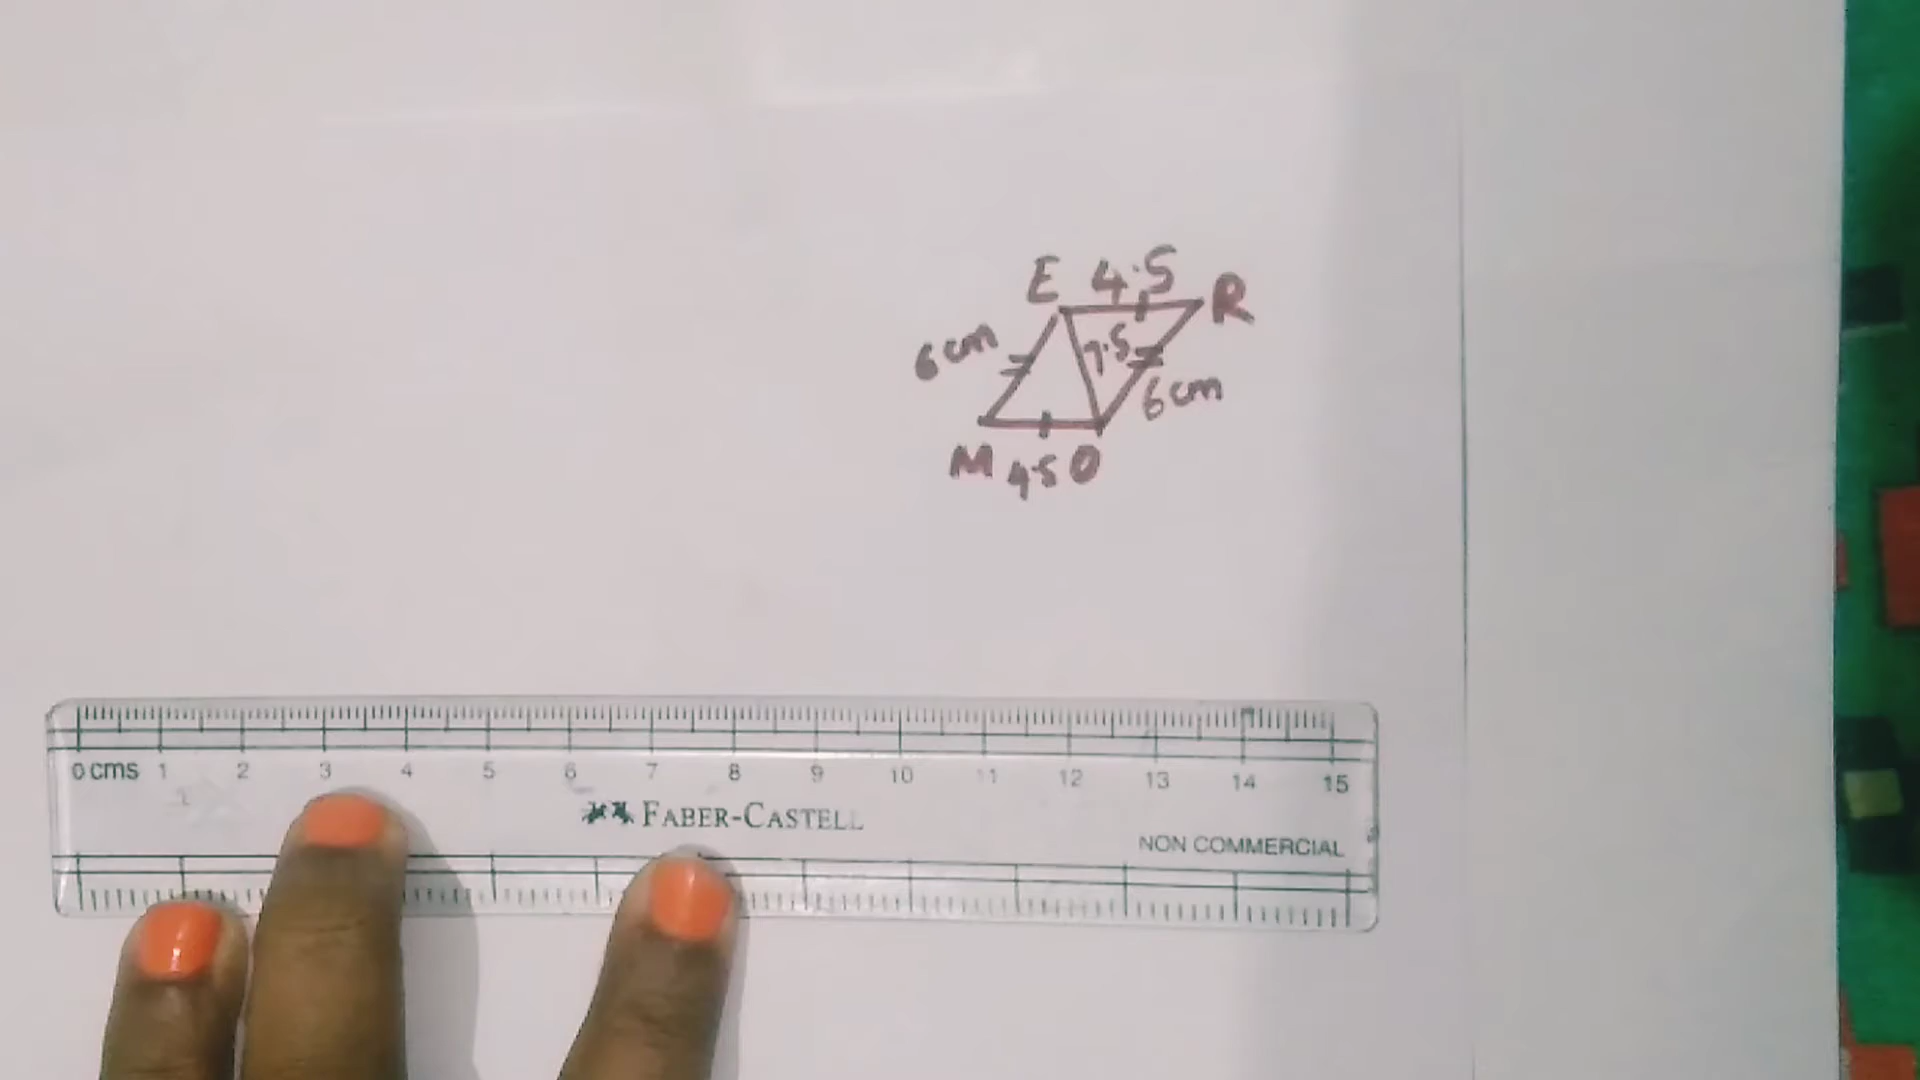 E 4.5 R
6cm 7.5 6cm
M 4.5 O
0 cms 1 2 3 4 5 6 7 8 9 10 11 12 13 14 15
FABER-CASTELL
NON COMMERCIAL